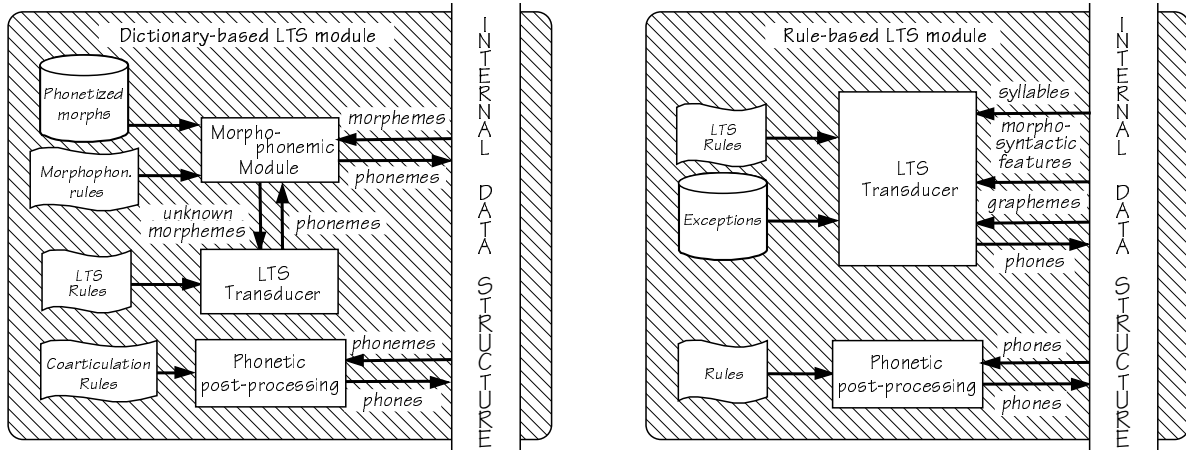 Dictionary-based LTS module
Phonetized
morphs
Morphophon.
rules
Morpho-
phonemic
Module
morphemes
phonemes
unknown
morphemes
phonemes
LTS
Rules
LTS
Transducer
Coarticulation
Rules
Phonetic
post-processing
phonemes
phones
INTERNAL DATA STRUCTURE
Rule-based LTS module
LTS
Rules
Exceptions
LTS
Transducer
syllables
morpho-
syntactic
features
graphemes
phones
Rules
Phonetic
post-processing
phones
phones
INTERNAL DATA STRUCTURE